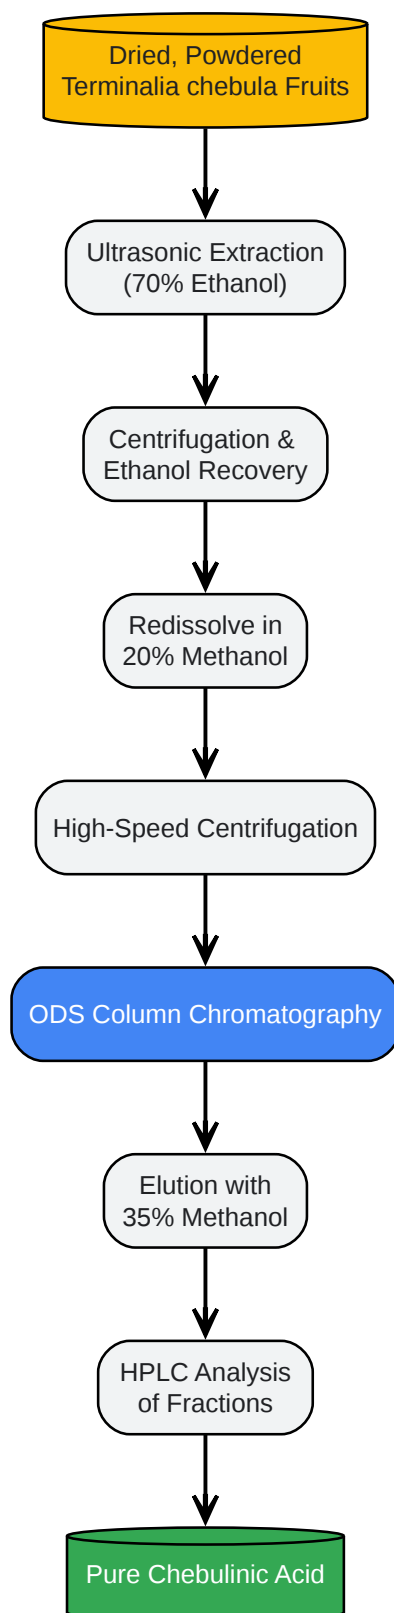 Dried, Powdered
Terminalia chebula Fruits
Ultrasonic Extraction
(70% Ethanol)
Centrifugation &
Ethanol Recovery
Redissolve in
20% Methanol
High-Speed Centrifugation
ODS Column Chromatography
Elution with
35% Methanol
HPLC Analysis
of Fractions
Pure Chebulinic Acid